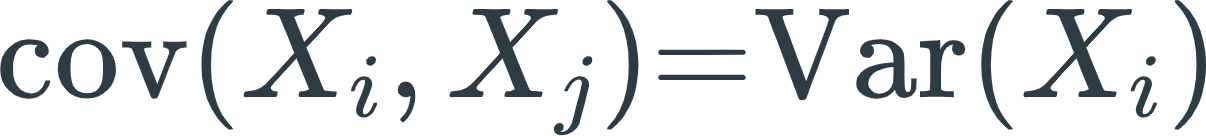 cov(X_i, X_j)=Var(X_i)